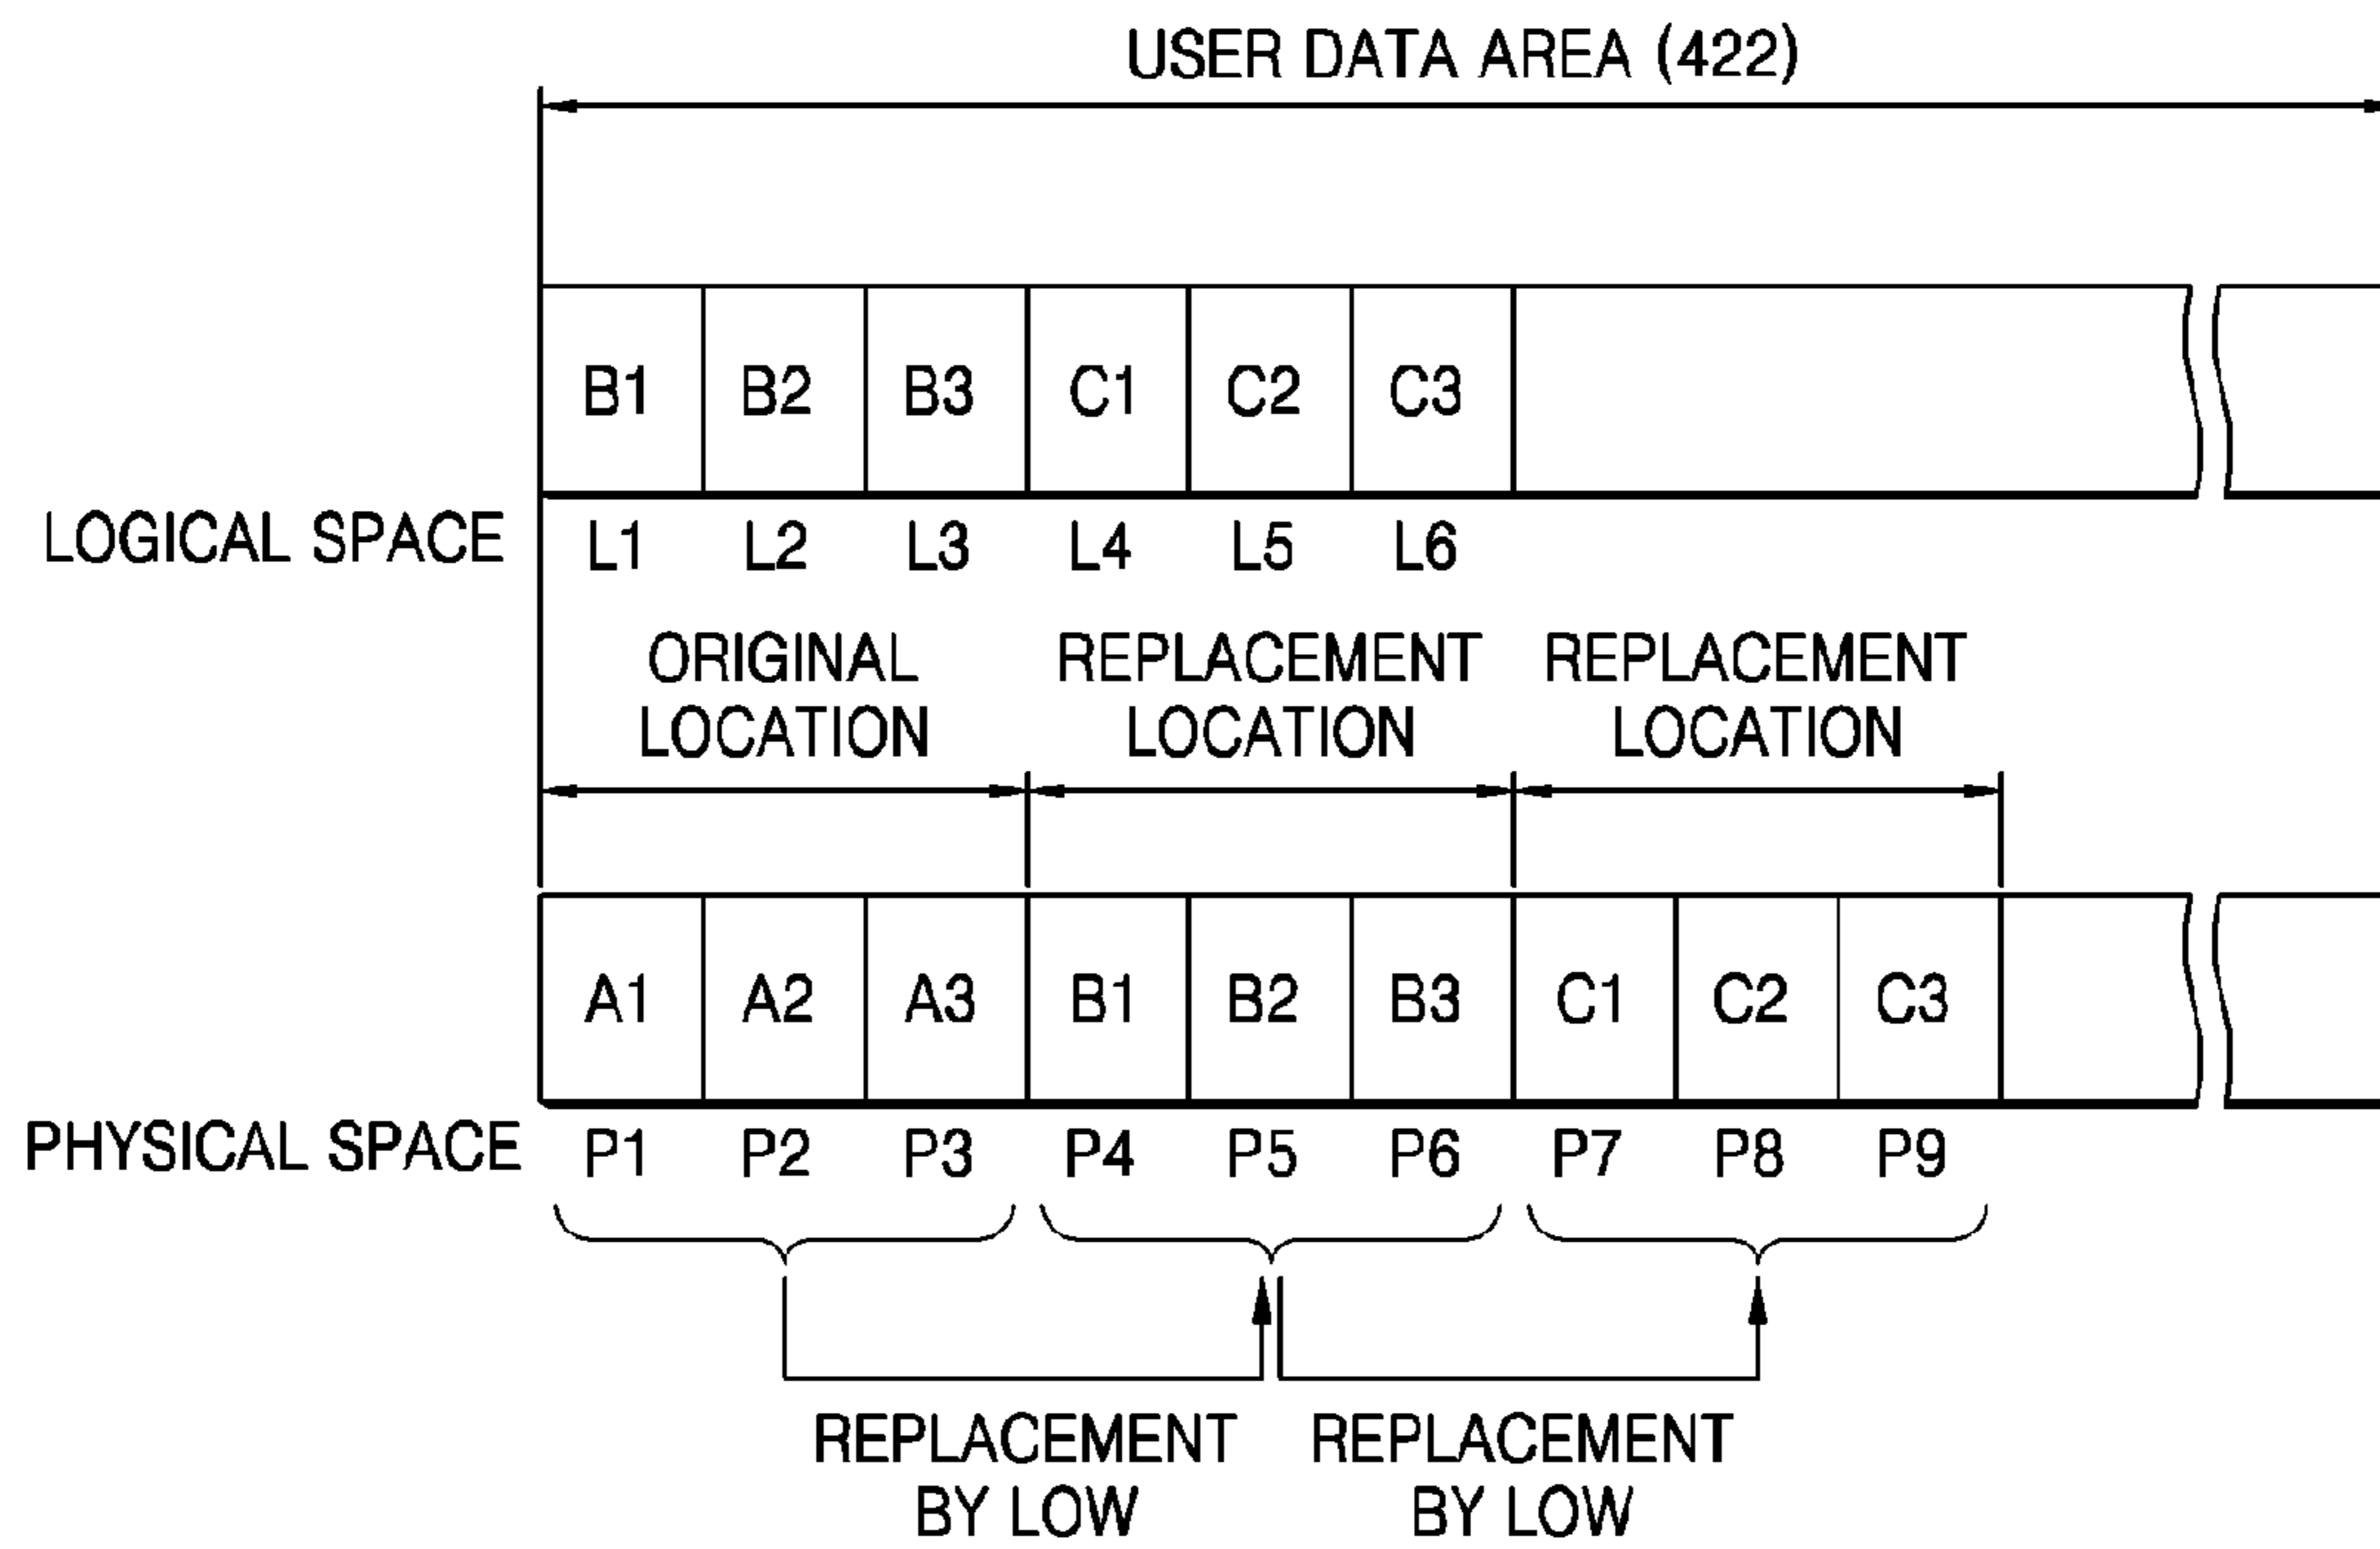 USER DATA AREA (422)
B1 B2 B3 C1 C2 C3
LOGICAL SPACE L1 L2 L3 L4 L5 L6
ORIGINAL LOCATION
REPLACEMENT LOCATION
REPLACEMENT LOCATION
A1 A2 A3 B1 B2 B3 C1 C2 C3
PHYSICAL SPACE P1 P2 P3 P4 P5 P6 P7 P8 P9
REPLACEMENT BY LOW
REPLACEMENT BY LOW